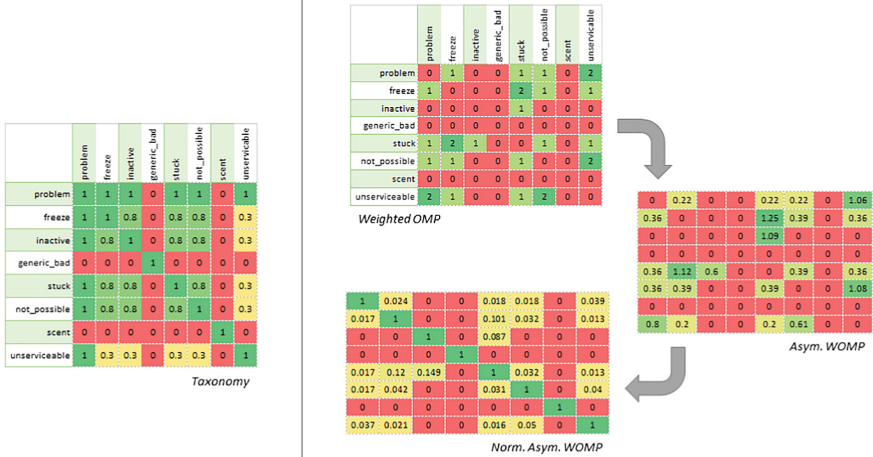 problem freeze inactive generic_bad stuck not_possible scent unservicable
problem 1 1 1 0 1 1 0 1
freeze 1 1 0.8 0 0.8 0.8 0 0.3
inactive 1 0.8 1 0 0.8 0.8 0 0.3
generic_bad 0 0 0 1 0 0 0 0
stuck 1 0.8 0.8 0 1 0.8 0 0.3
not_possible 1 0.8 0.8 0 0.8 1 0 0.3
scent 0 0 0 0 0 0 1 0
unserviceable 1 0.3 0.3 0 0.3 0.3 0 1
Taxonomy
problem freeze inactive generic_bad stuck not_possible scent unservicable
problem 0 1 0 0 1 1 0 2
freeze 1 0 0 0 2 1 0 1
inactive 0 0 0 0 1 0 0 0
generic_bad 0 0 0 0 0 0 0 0
stuck 1 2 1 0 0 1 0 1
not_possible 1 1 0 0 1 0 0 2
scent 0 0 0 0 0 0 0 0
unserviceable 2 1 0 0 1 2 0 0
Weighted OMP
0 0.22 0 0 0.22 0.22 0 1.06
0.36 0 0 0 1.25 0.39 0 0.36
0 0 0 0 1.09 0 0 0
0 0 0 0 0 0 0 0
0.36 1.12 0.6 0 0 0.39 0 0.36
0.36 0.39 0 0 0.39 0 0 1.08
0 0 0 0 0 0 0 0
0.8 0.2 0 0 0.2 0.61 0 0
Asym. WOMP
1 0.024 0 0 0.018 0.018 0 0.039
0.017 1 0 0 0.101 0.032 0 0.013
0 0 1 0 0.087 0 0 0
0 0 0 1 0 0 0 0
0.017 0.12 0.149 0 1 0.032 0 0.013
0.017 0.042 0 0 0.031 1 0 0.04
0 0 0 0 0 0 1 0
0.037 0.021 0 0 0.016 0.05 0 1
Norm. Asym. WOMP